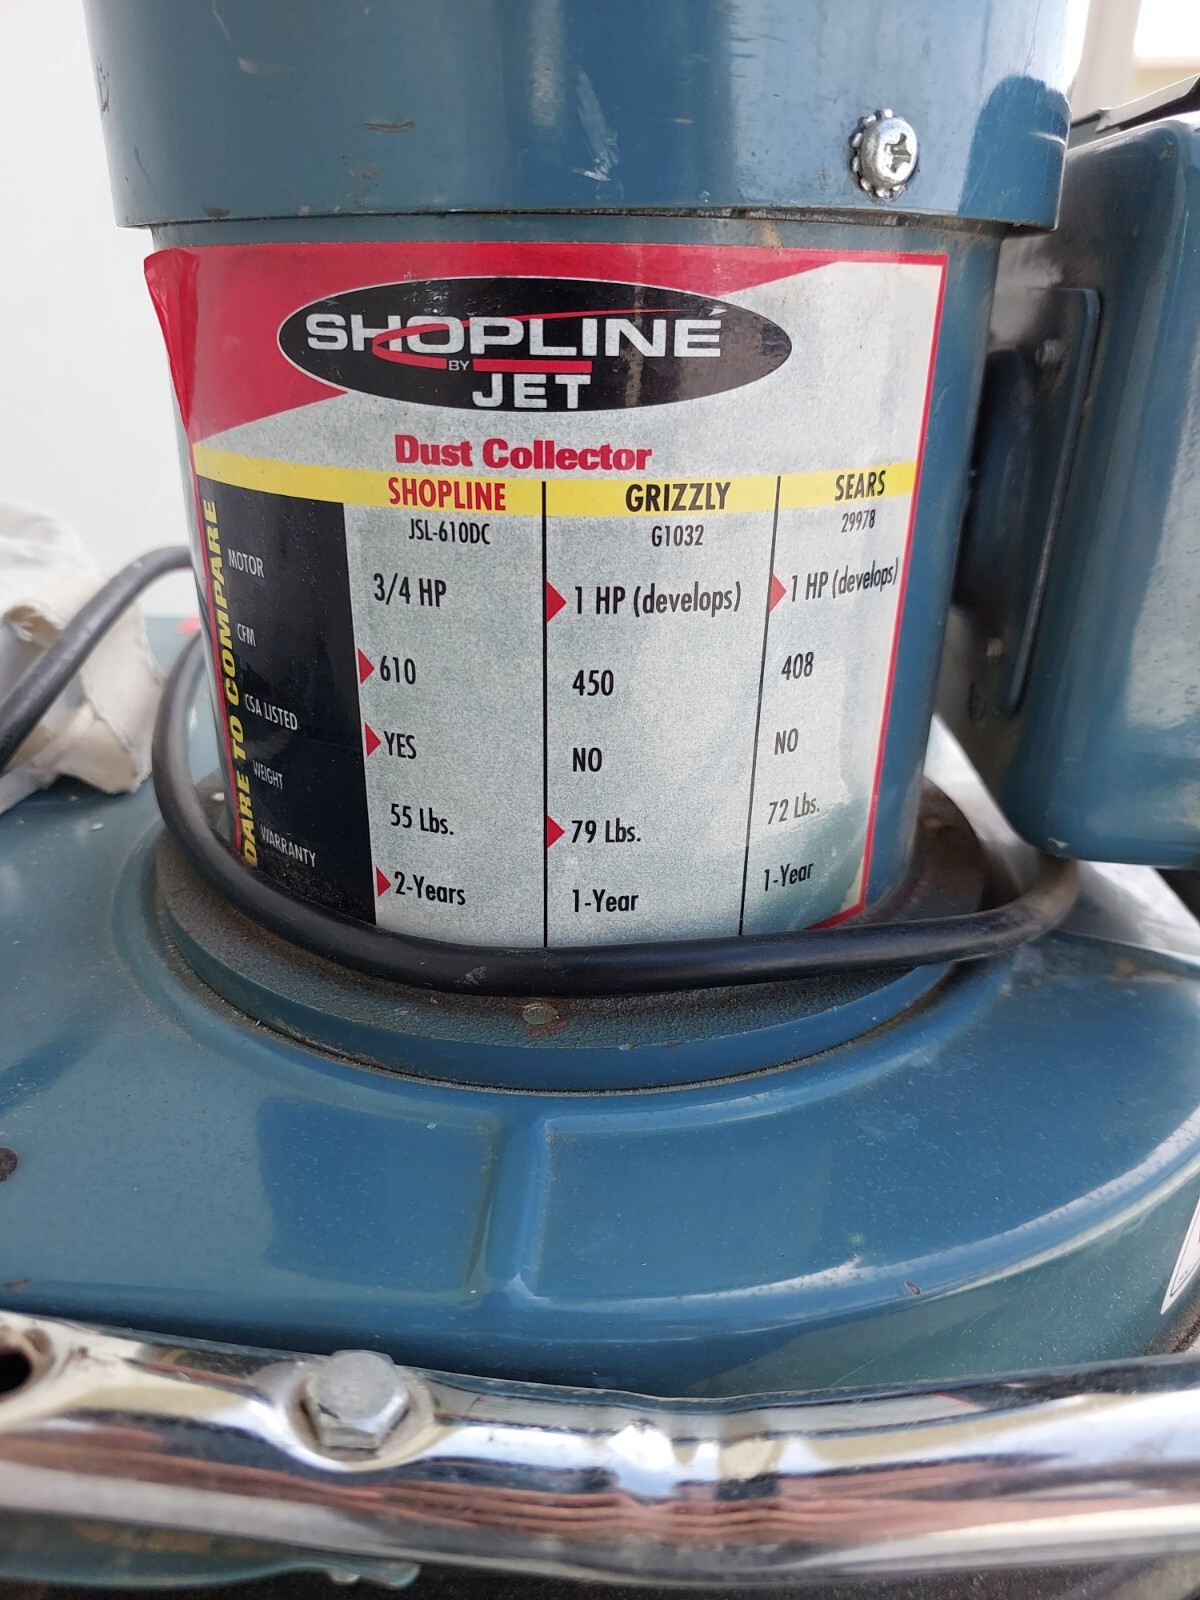 SHOPLINE
BY
JET
Dust Collector
DARE TO COMPARE
SHOPLINE GRIZZLY SEARS
JSL-610DC G1032 29978
MOTOR 3/4 HP 1 HP (develops) 1 HP (develops)
CFM 610 450 408
CSA LISTED YES NO NO
WEIGHT 55 Lbs. 79 Lbs. 72 Lbs.
WARRANTY 2-Years 1-Year 1-Year